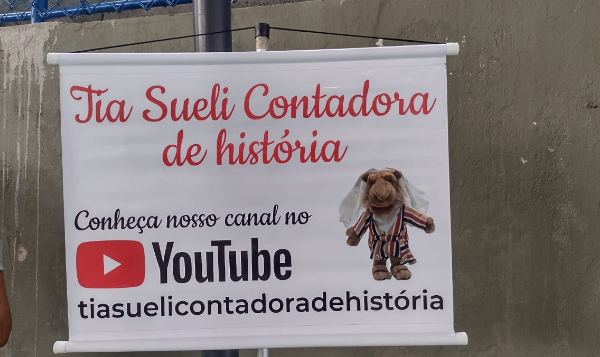 Tia Sueli Contadora
de história
Conheça nosso canal no
YouTube
tiasuelicontadoradehistória